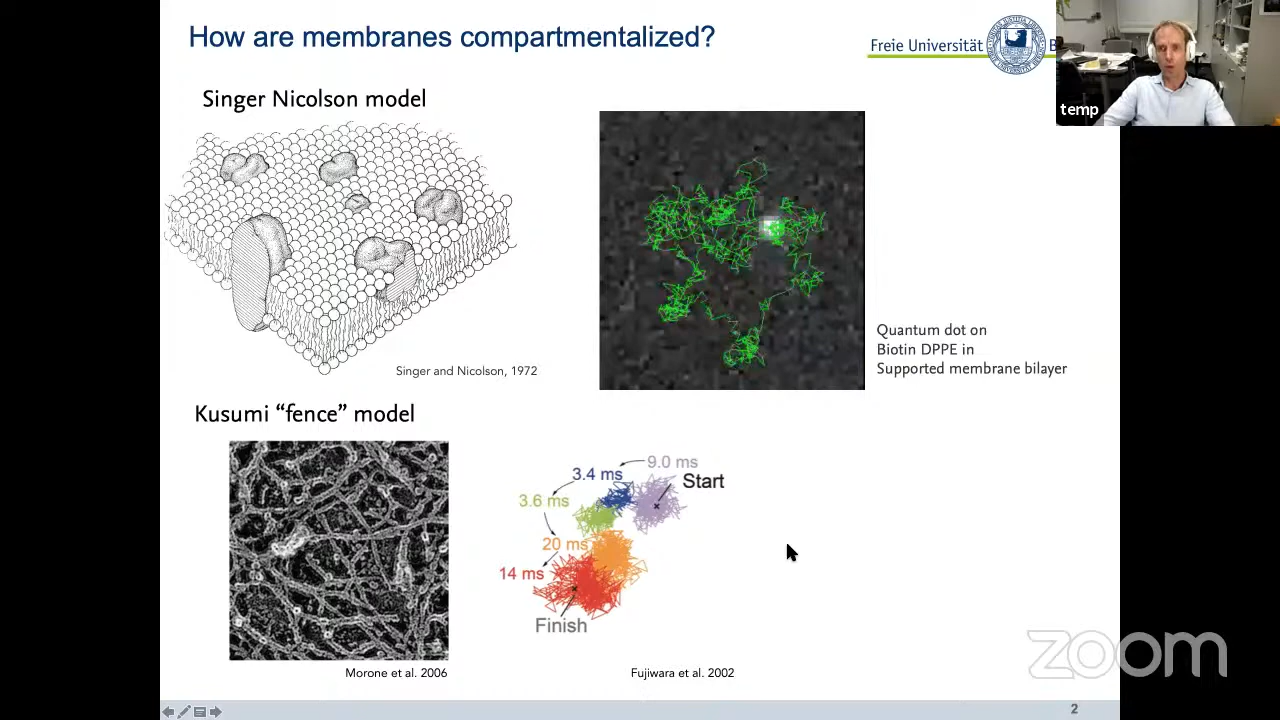 How are membranes compartmentalized?
Freie Universität
temp
Singer Nicolson model
Singer and Nicolson, 1972
Quantum dot on
Biotin DPPE in
Supported membrane bilayer
Kusumi “fence” model
9.0 ms
3.4 ms
Start
3.6 ms
20 ms
14 ms
Finish
Morone et al. 2006
Fujiwara et al. 2002
zoom
2